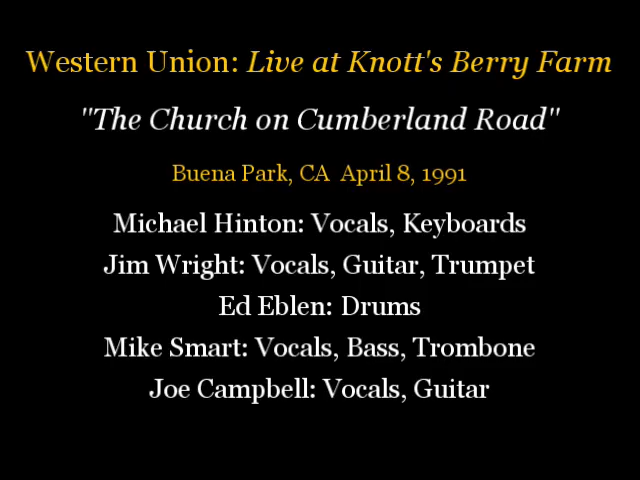 Western Union: Live at Knott's Berry Farm
"The Church on Cumberland Road"
Buena Park, CA  April 8, 1991
Michael Hinton: Vocals, Keyboards
Jim Wright: Vocals, Guitar, Trumpet
Ed Eblen: Drums
Mike Smart: Vocals, Bass, Trombone
Joe Campbell: Vocals, Guitar